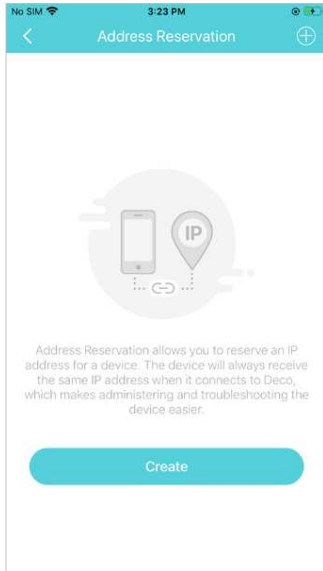 No SIM 3:23 PM
Address Reservation
IP
Address Reservation allows you to reserve an IP
address for a device. The device will always receive
the same IP address when it connects to Deco,
which makes administering and troubleshooting the
device easier.
Create